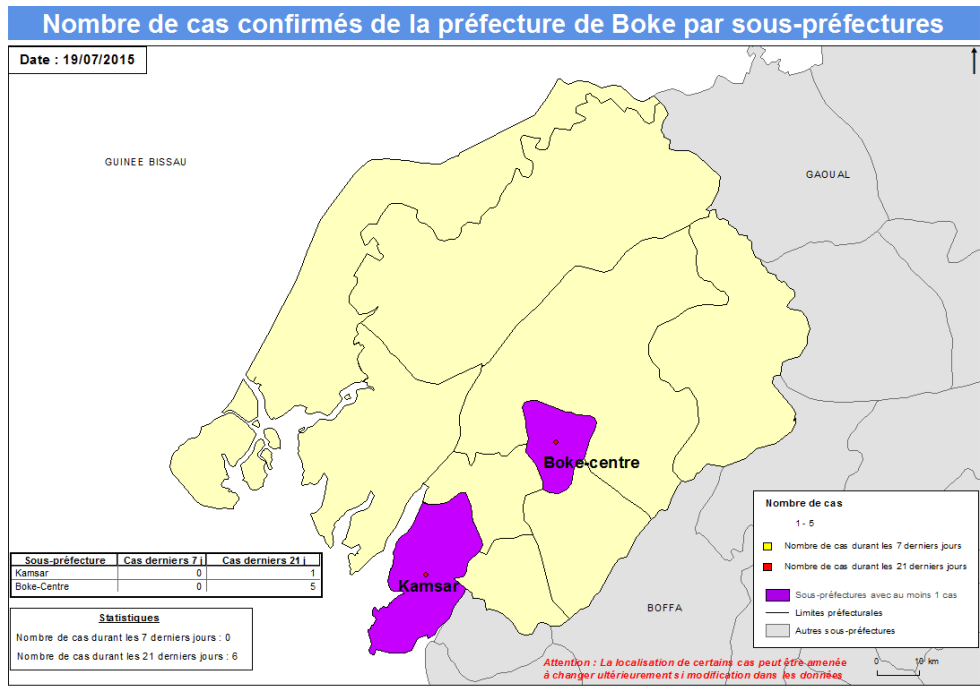 Nombre de cas confirmés de la préfecture de Boke par sous-préfectures
Date : 19/07/2015
GUINEE BISSAU
GAOUAL
Boke-centre
Kamsar
BOFFA
Sous-préfecture Cas derniers 7 j Cas derniers 21 j
Kamsar 0 1
Boke-Centre 0 5
Statistiques
Nombre de cas durant les 7 derniers jours : 0
Nombre de cas durant les 21 derniers jours : 6
Nombre de cas
1 - 5
Nombre de cas durant les 7 derniers jours
Nombre de cas durant les 21 derniers jours
Sous-préfectures avec au moins 1 cas
Limites préfecturales
Autres sous-préfectures
Attention : La localisation de certains cas peut être amenée
à changer ultérieurement si modification dans les données
0 10 km